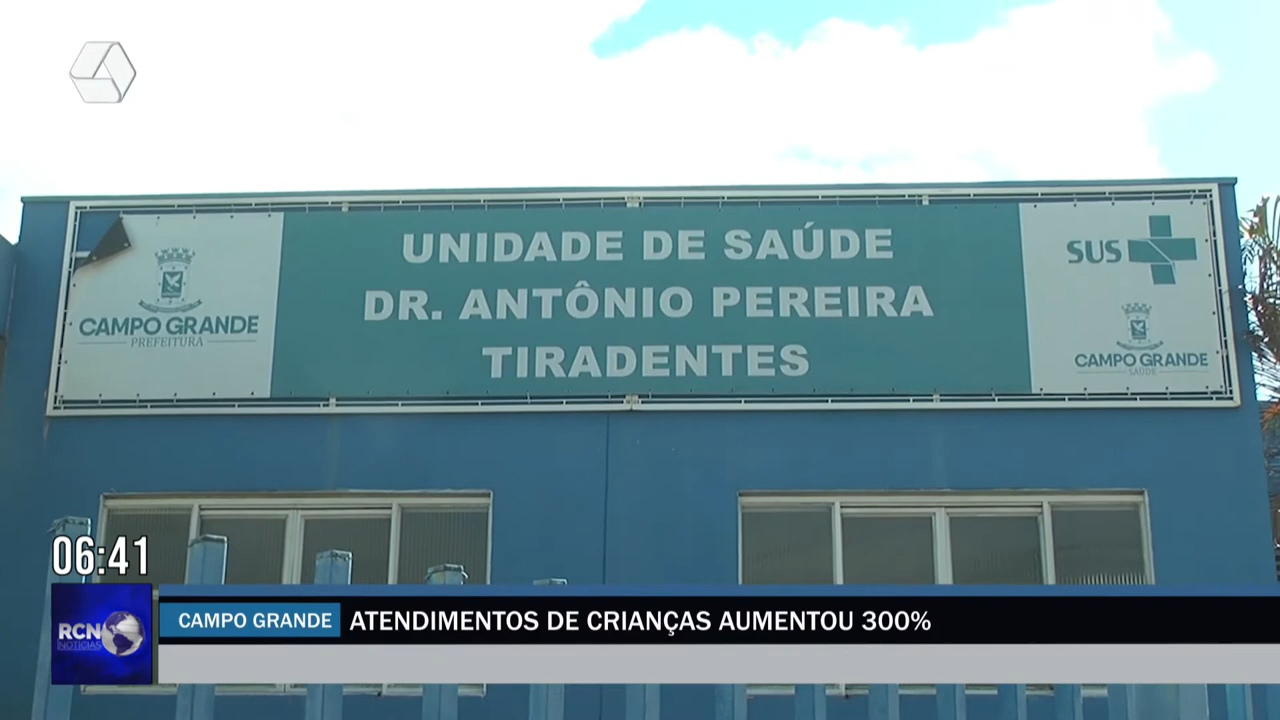 UNIDADE DE SAÚDE
DR. ANTÔNIO PEREIRA
TIRADENTES
CAMPO GRANDE
PREFEITURA
SUS
CAMPO GRANDE
SAÚDE
06:41
RCN
NOTÍCIAS
CAMPO GRANDE
ATENDIMENTOS DE CRIANÇAS AUMENTOU 300%